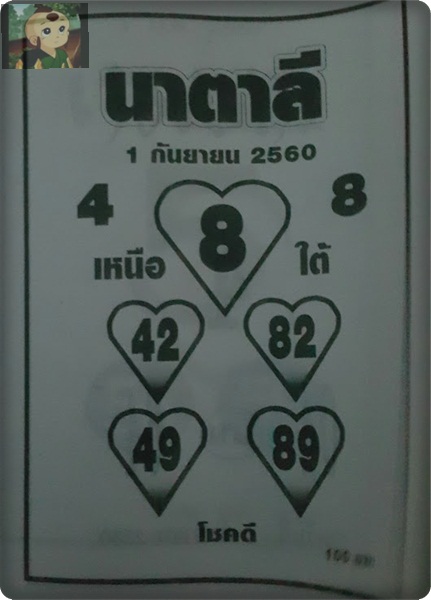 นาตาลี
1 กันยายน 2560
4 8 8
เหนือ ใต้
42 82
49 89
โชคดี
100